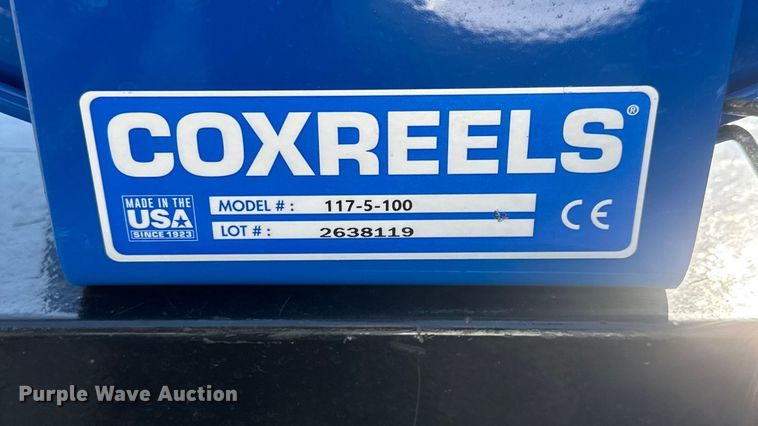 COXREELS®
MADE IN THE
USA
SINCE 1923
MODEL # : 117-5-100
LOT # : 2638119
CE
Purple Wave Auction